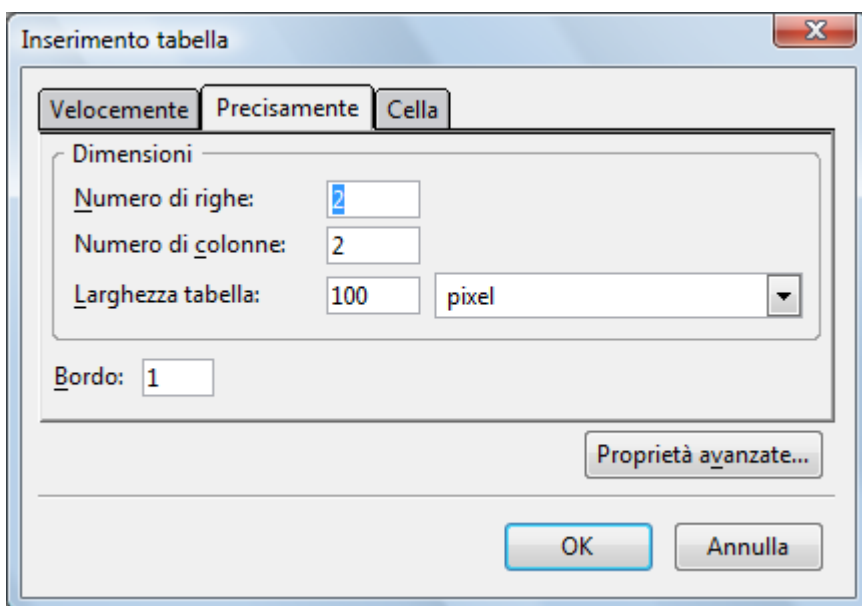 Inserimento tabella
Velocemente Precisamente Cella
Dimensioni
Numero di righe: 2
Numero di colonne: 2
Larghezza tabella: 100 pixel
Bordo: 1
Proprietà avanzate...
OK Annulla